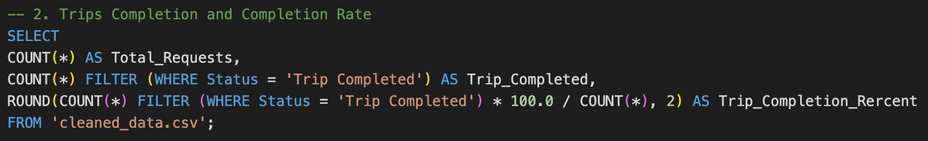 -- 2. Trips Completion and Completion Rate
SELECT
COUNT(*) AS Total_Requests,
COUNT(*) FILTER (WHERE Status = 'Trip Completed') AS Trip_Completed,
ROUND(COUNT(*) FILTER (WHERE Status = 'Trip Completed') * 100.0 / COUNT(*), 2) AS Trip_Completion_Rercent
FROM 'cleaned_data.csv';